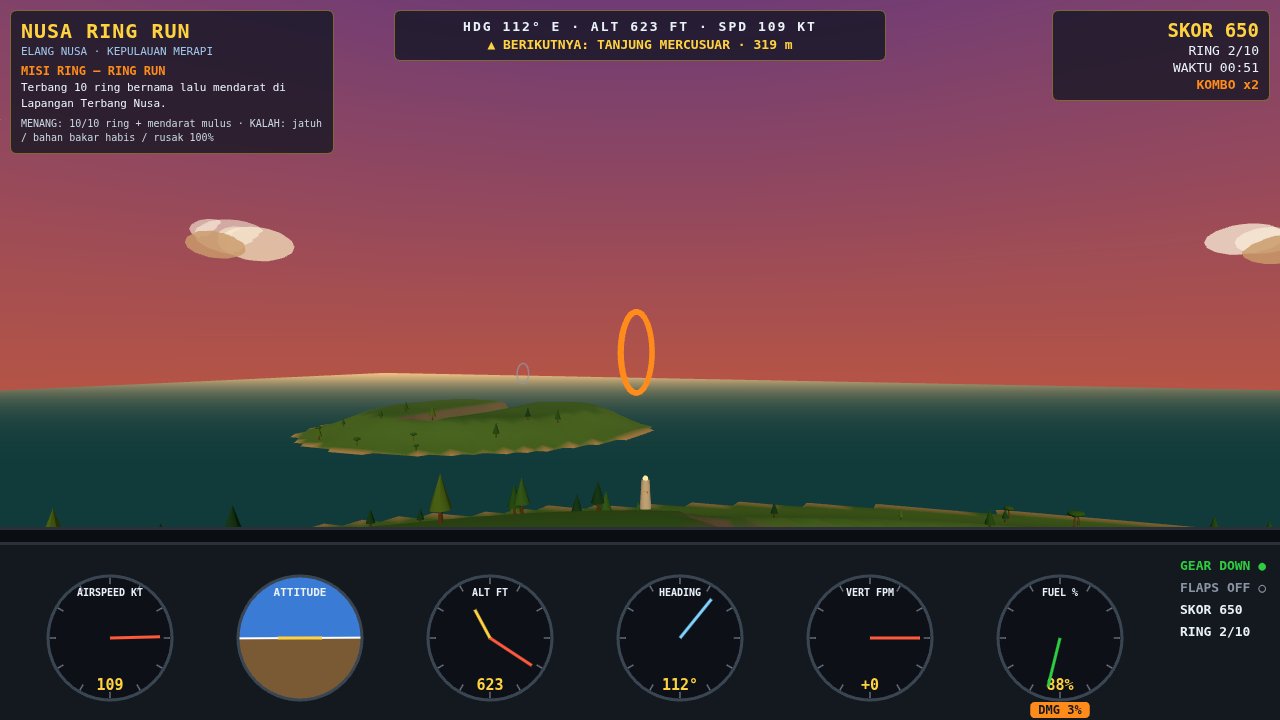 NUSA RING RUN
ELANG NUSA · KEPULAUAN MERAPI
MISI RING — RING RUN
Terbang 10 ring bernama lalu mendarat di
Lapangan Terbang Nusa.
MENANG: 10/10 ring + mendarat mulus · KALAH: jatuh
/ bahan bakar habis / rusak 100%
HDG 112° E · ALT 623 FT · SPD 109 KT
▲ BERIKUTNYA: TANJUNG MERCUSUAR · 319 m
SKOR 650
RING 2/10
WAKTU 00:51
KOMBO x2
AIRSPEED KT
109
ATTITUDE
ALT FT
623
HEADING
112°
VERT FPM
+0
FUEL %
88%
DMG 3%
GEAR DOWN ●
FLAPS OFF ○
SKOR 650
RING 2/10